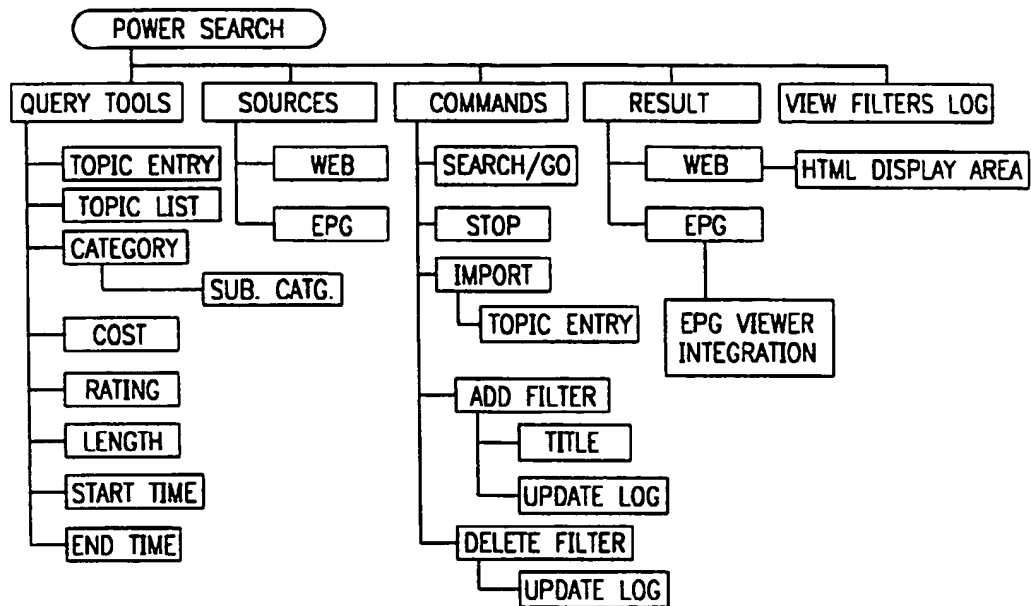 POWER SEARCH
QUERY TOOLS
SOURCES
COMMANDS
RESULT
VIEW FILTERS LOG
TOPIC ENTRY
TOPIC LIST
CATEGORY
SUB. CATG.
COST
RATING
LENGTH
START TIME
END TIME
WEB
EPG
SEARCH/GO
STOP
IMPORT
TOPIC ENTRY
ADD FILTER
TITLE
UPDATE LOG
DELETE FILTER
UPDATE LOG
WEB
HTML DISPLAY AREA
EPG
EPG VIEWER
INTEGRATION